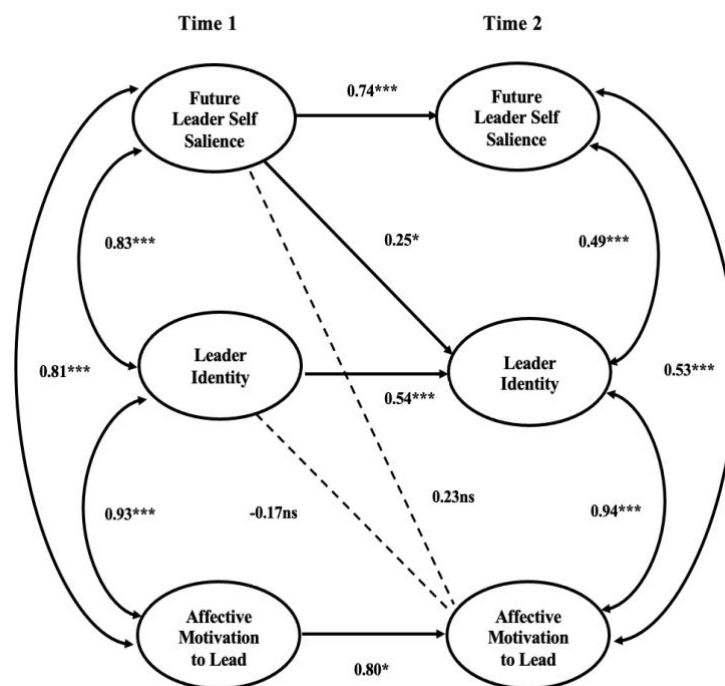 Time 1
Time 2
Future
Leader Self
Salience
0.74***
Future
Leader Self
Salience
0.83***
0.25*
0.49***
Leader
Identity
Leader
Identity
0.81***
0.54***
0.53***
0.93***
-0.17ns
0.23ns
0.94***
Affective
Motivation
to Lead
0.80*
Affective
Motivation
to Lead